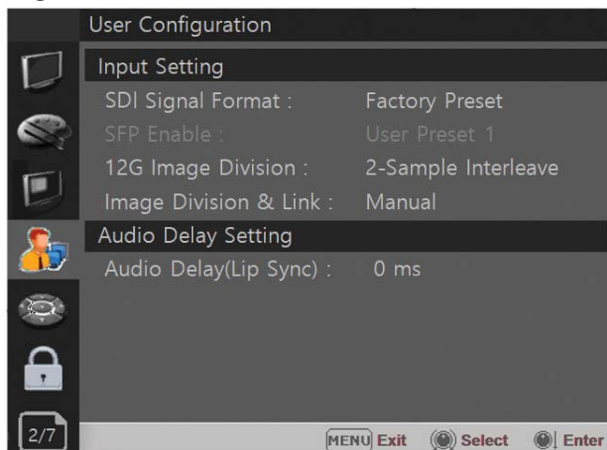 User Configuration
Input Setting
SDI Signal Format : Factory Preset
SFP Enable : User Preset 1
12G Image Division : 2-Sample Interleave
Image Division & Link : Manual
Audio Delay Setting
Audio Delay(Lip Sync) : 0 ms
2/7
MENU Exit Select Enter